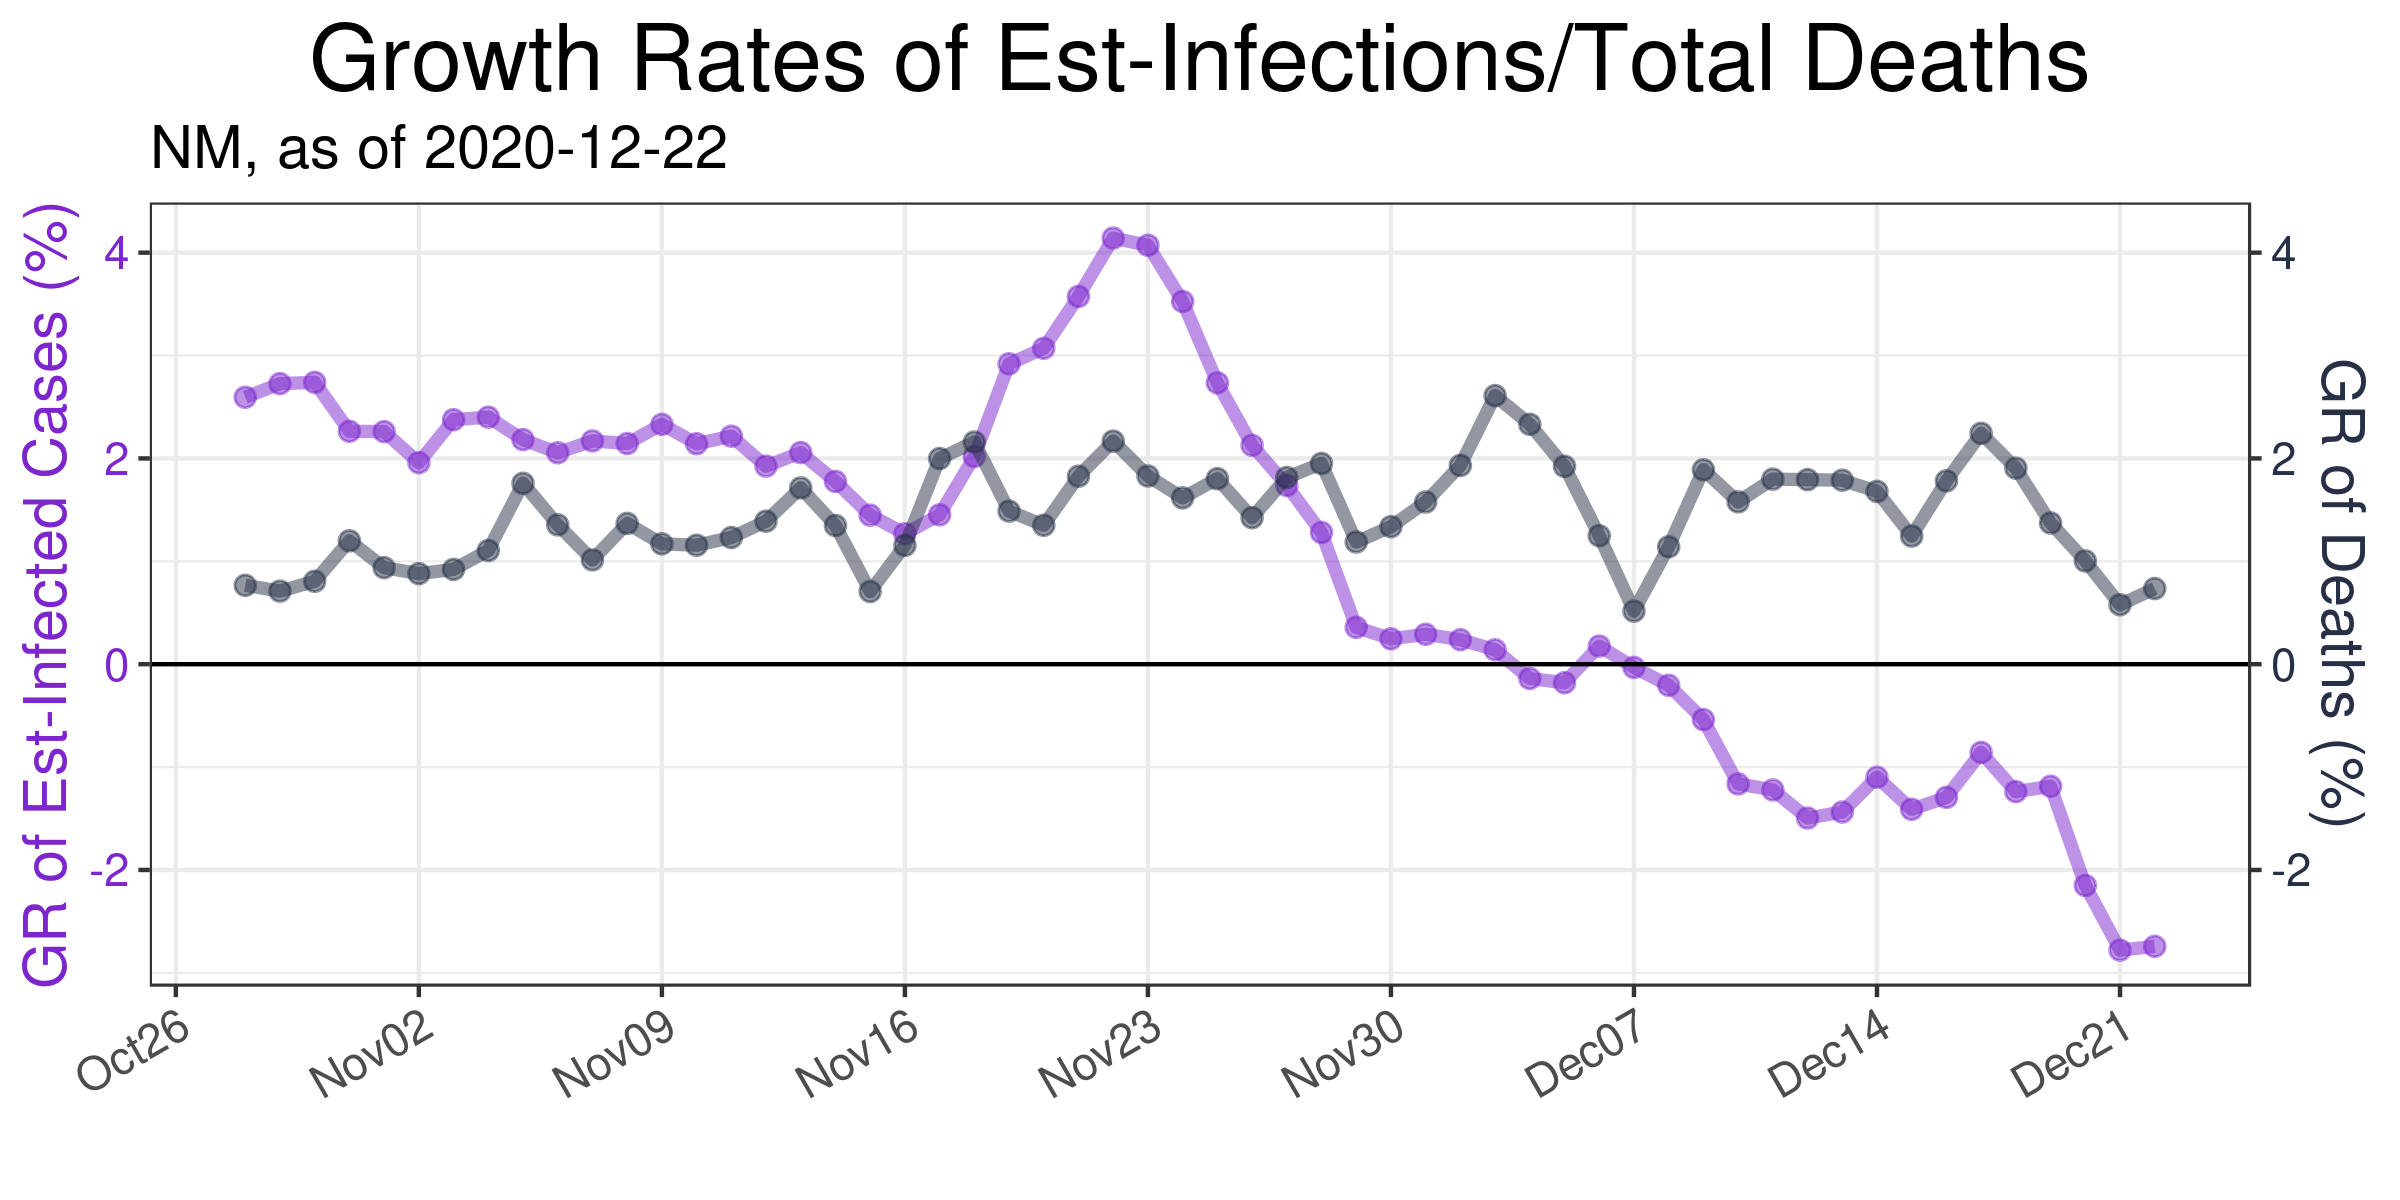 Growth Rates of Est-Infections/Total Deaths
NM, as of 2020-12-22
GR of Est-Infected Cases (%)
4
2
0
-2
4
2
0
-2
GR of Deaths (%)
Oct26
Nov02
Nov09
Nov16
Nov23
Nov30
Dec07
Dec14
Dec21